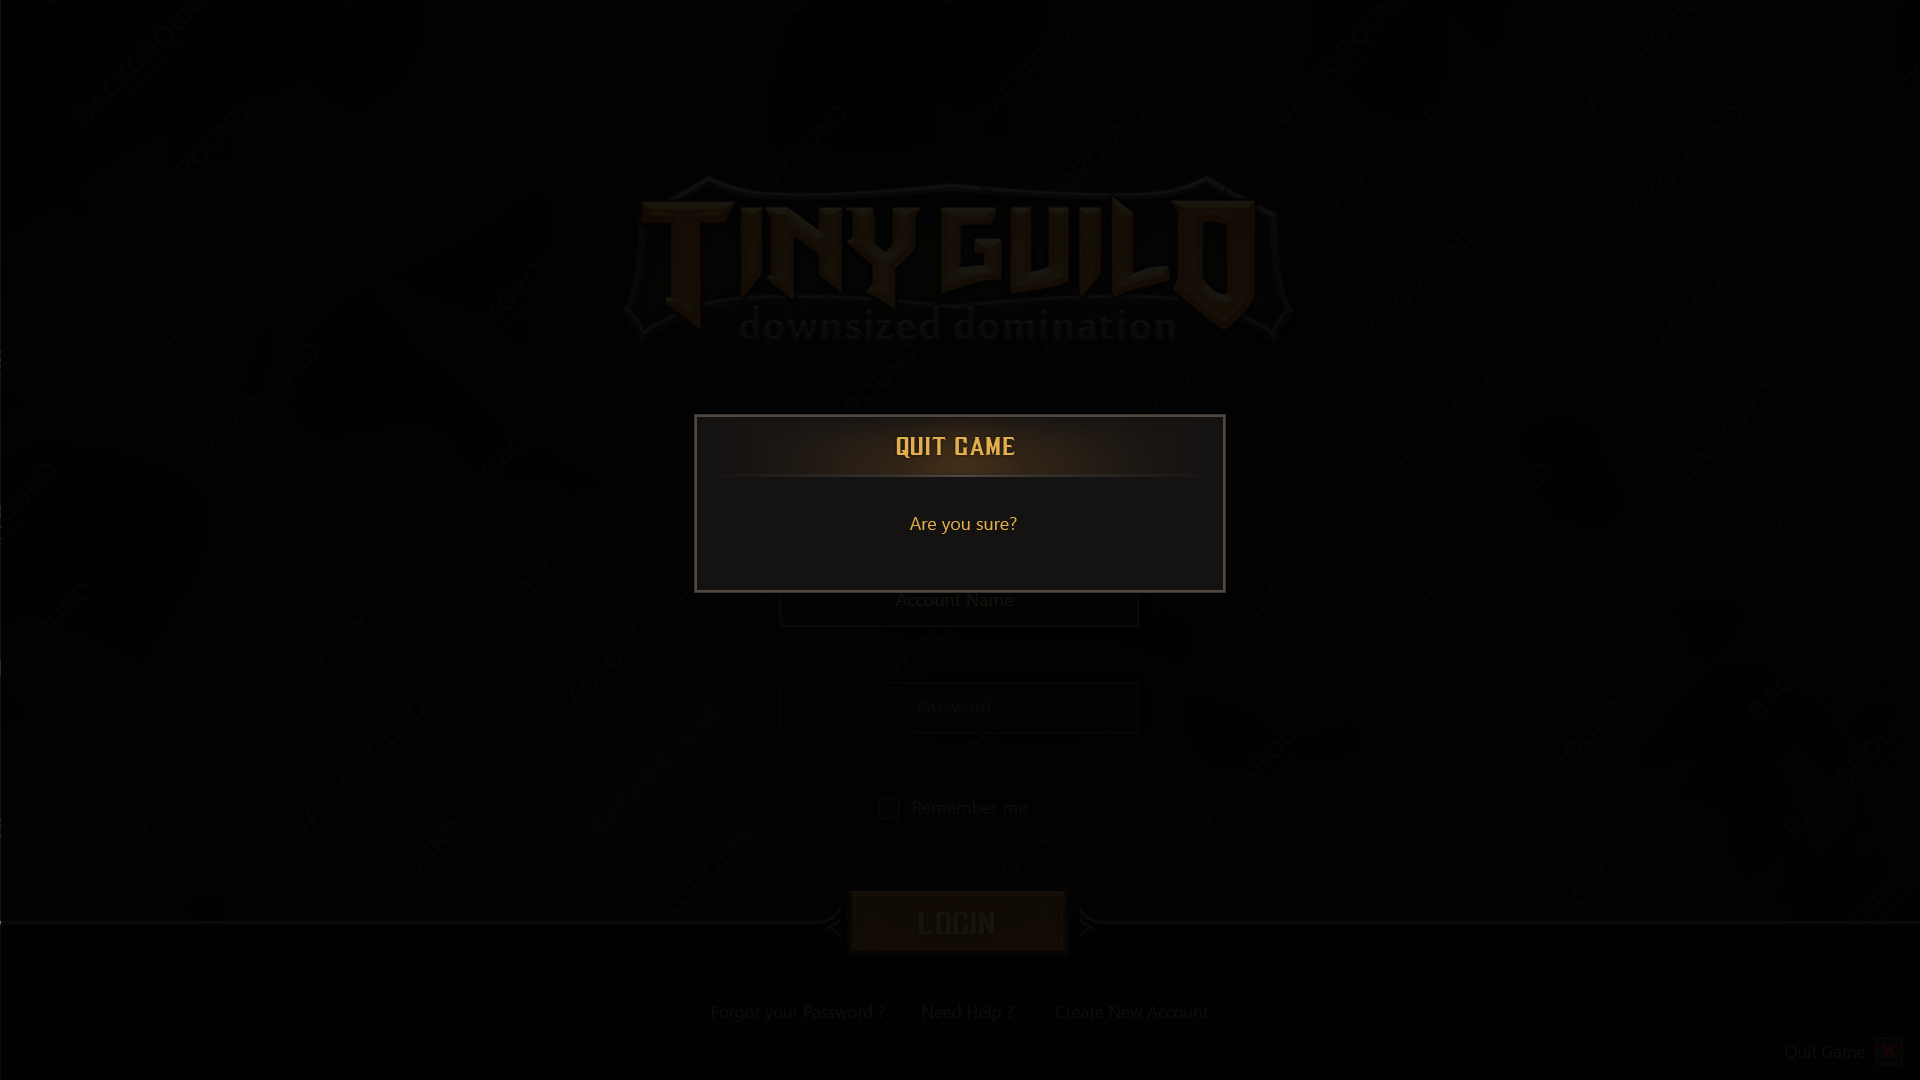 TINY GUILD
downsized domination
QUIT GAME
Are you sure?
Account Name
Password
Remember me
LOGIN
Forgot your Password ? Need Help ? Create New Account
Quit Game